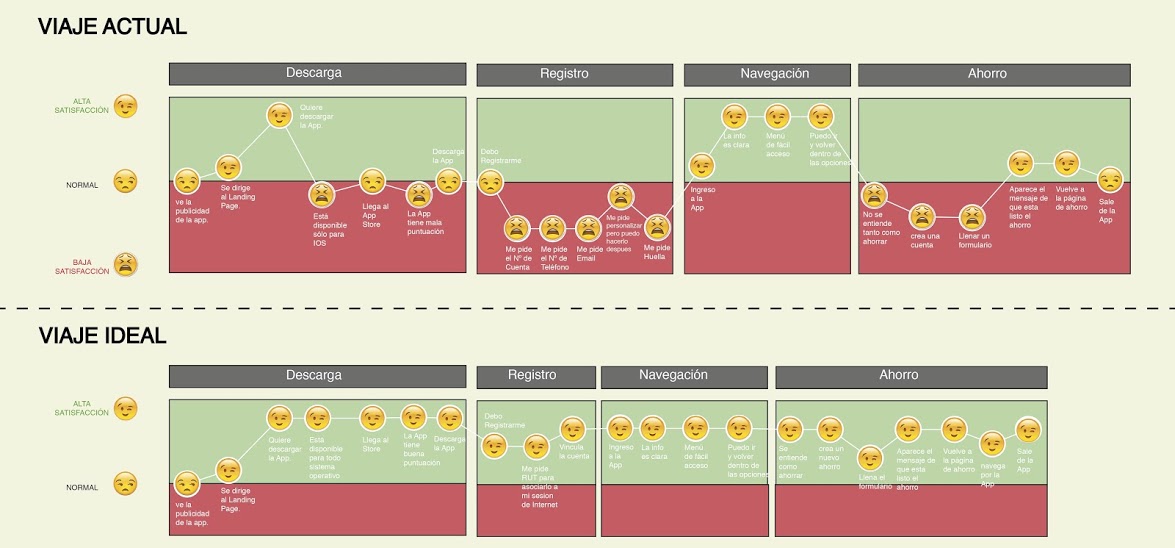 VIAJE ACTUAL
Descarga
Registro
Navegación
Ahorro
ALTA
SATISFACCIÓN
NORMAL
BAJA
SATISFACCIÓN
ve la
publicidad
de la app.
Se dirige
al Landing
Page.
Quiere
descargar
la App
Está
disponible
sólo para
IOS
Llega al
App
Store
La App
tiene mala
puntuación
Descarga
la App
Debo
Registrarme
Me pide
el Nº de
Cuenta
Me pide
el Nº de
Teléfono
Me pide
Email
Me pide
personalizar
pero puedo
hacerlo
despues
Me pide
Huella
Ingreso
a la
App
La info
es clara
Menú
de fácil
acceso
Puedo ir
y volver
dentro de
las opciones
No se
entiende
tanto como
ahorrar
crea una
cuenta
Llenar un
formulario
Aparece el
mensaje de
que esta
listo el
ahorro
Vuelve a
la página
de ahorro
Sale
de la
App
VIAJE IDEAL
Descarga
Registro
Navegación
Ahorro
ALTA
SATISFACCIÓN
NORMAL
ve la
publicidad
de la app.
Se dirige
al Landing
Page.
Quiere
descargar
la App.
Está
disponible
para todo
sistema
operativo
Llega al
Store
La App
tiene
buena
puntuación
Descarga
la App
Debo
Registrarme
Me pide
RUT para
asociarlo a
mi sesion
de Internet
Vincula
la cuenta
Ingreso
a la
App
La info
es clara
Menú
de fácil
acceso
Puedo ir
y volver
dentro de
las opciones
Se
entiende
como
ahorrar
crea un
nuevo
ahorro
Llena el
formulario
Aparece el
mensaje de
que esta
listo el
ahorro
Vuelve a
la página
de ahorro
navega
por la
App
Sale
de la
App